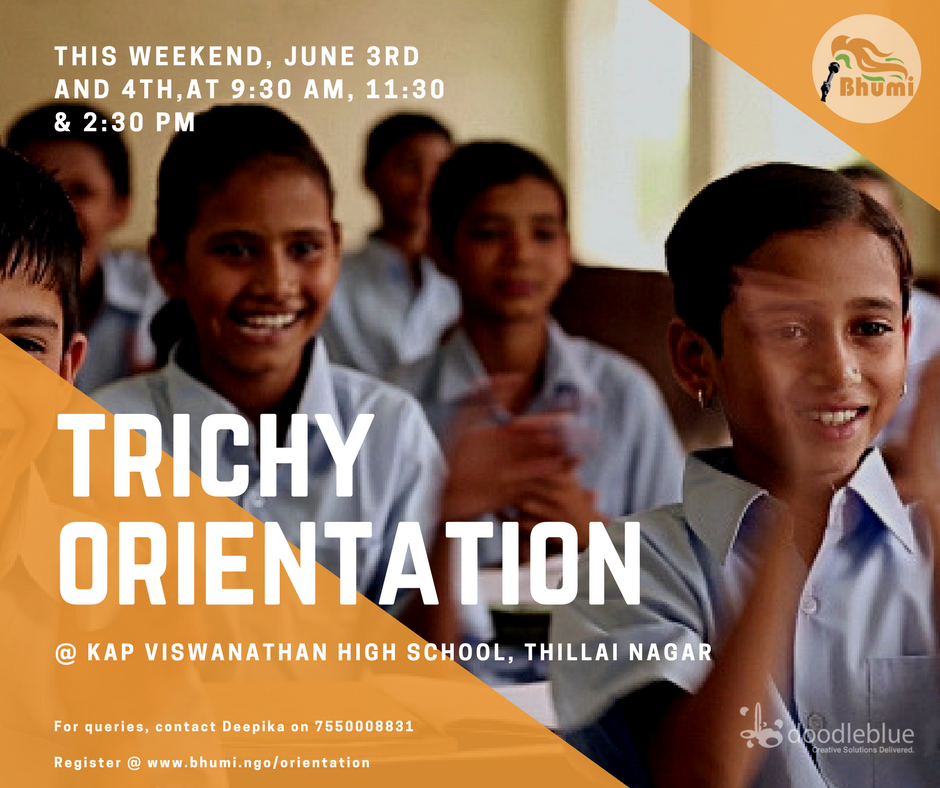 THIS WEEKEND, JUNE 3RD
AND 4TH,AT 9:30 AM, 11:30
& 2:30 PM
Bhumi
TRICHY
ORIENTATION
@ KAP VISWANATHAN HIGH SCHOOL, THILLAI NAGAR
For queries, contact Deepika on 7550008831
Register @ www.bhumi.ngo/orientation
doodleblue
Creative Solutions Delivered.